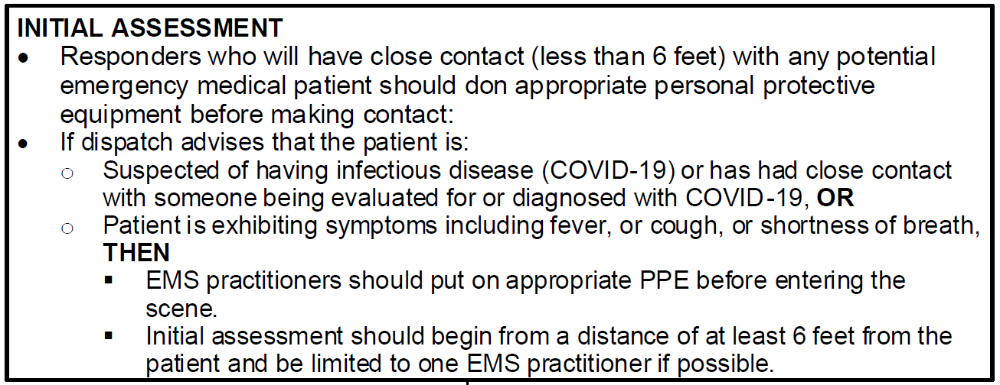 INITIAL ASSESSMENT
• Responders who will have close contact (less than 6 feet) with any potential
emergency medical patient should don appropriate personal protective
equipment before making contact:
• If dispatch advises that the patient is:
○ Suspected of having infectious disease (COVID-19) or has had close contact
with someone being evaluated for or diagnosed with COVID-19, OR
○ Patient is exhibiting symptoms including fever, or cough, or shortness of breath,
THEN
▪ EMS practitioners should put on appropriate PPE before entering the
scene.
▪ Initial assessment should begin from a distance of at least 6 feet from the
patient and be limited to one EMS practitioner if possible.